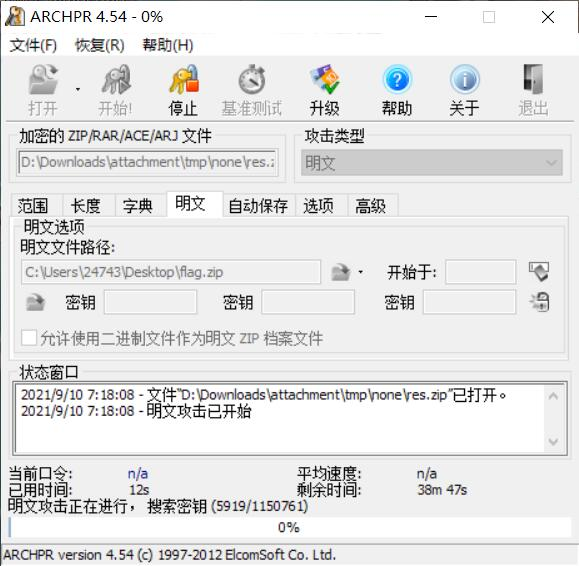 ARCHPR 4.54 - 0%
文件(F) 恢复(R) 帮助(H)
打开 开始! 停止 基准测试 升级 帮助 关于 退出
加密的 ZIP/RAR/ACE/ARJ 文件 攻击类型
D:\Downloads\attachment\tmp\none\res.z 明文
范围 长度 字典 明文 自动保存 选项 高级
明文选项
明文文件路径:
C:\Users\24743\Desktop\flag.zip 开始于:
密钥 密钥 密钥
允许使用二进制文件作为明文 ZIP 档案文件
状态窗口
2021/9/10 7:18:08 - 文件“D:\Downloads\attachment\tmp\none\res.zip”已打开。
2021/9/10 7:18:08 - 明文攻击已开始
当前口令: n/a 平均速度: n/a
已用时间: 12s 剩余时间: 38m 47s
明文攻击正在进行， 搜索密钥 (5919/1150761)
0%
ARCHPR version 4.54 (c) 1997-2012 ElcomSoft Co. Ltd.